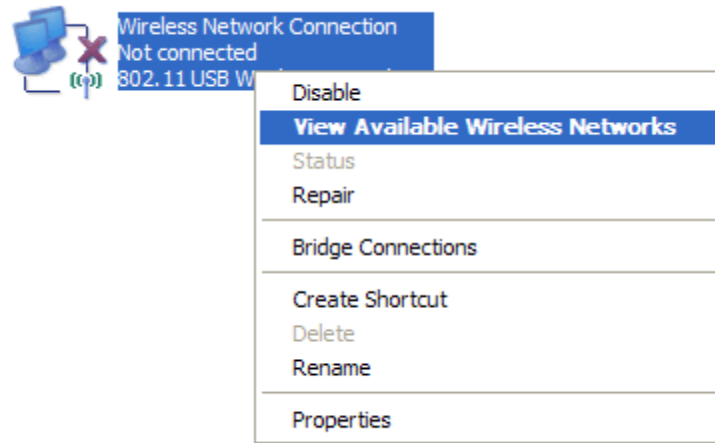 Wireless Network Connection
Not connected
802.11 USB
Disable
View Available Wireless Networks
Status
Repair
Bridge Connections
Create Shortcut
Delete
Rename
Properties